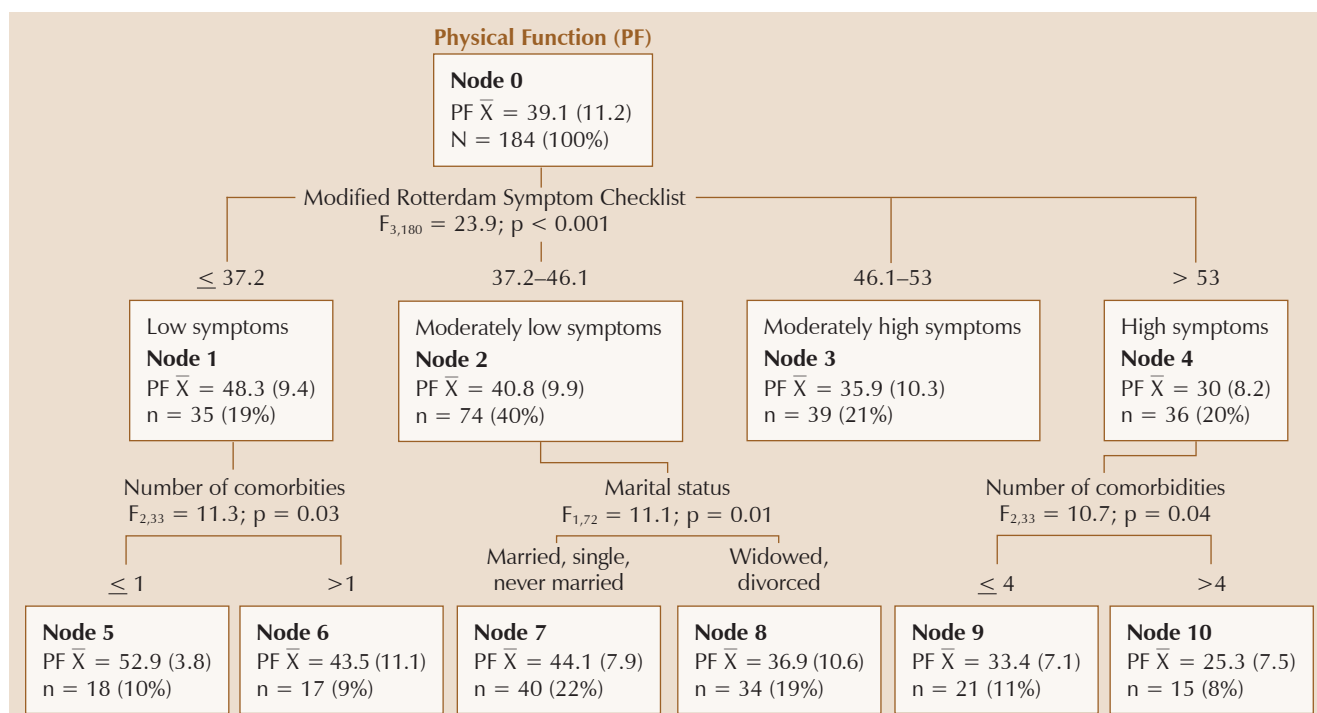 Physical Function (PF)
Node 0
PF X̅ = 39.1 (11.2)
N = 184 (100%)
Modified Rotterdam Symptom Checklist
F3,180 = 23.9; p < 0.001
≤ 37.2
37.2–46.1
46.1–53
> 53
Low symptoms
Node 1
PF X̅ = 48.3 (9.4)
n = 35 (19%)
Moderately low symptoms
Node 2
PF X̅ = 40.8 (9.9)
n = 74 (40%)
Moderately high symptoms
Node 3
PF X̅ = 35.9 (10.3)
n = 39 (21%)
High symptoms
Node 4
PF X̅ = 30 (8.2)
n = 36 (20%)
Number of comorbities
F2,33 = 11.3; p = 0.03
Marital status
F1,72 = 11.1; p = 0.01
Number of comorbidities
F2,33 = 10.7; p = 0.04
≤ 1
>1
Married, single,
never married
Widowed,
divorced
≤ 4
>4
Node 5
PF X̅ = 52.9 (3.8)
n = 18 (10%)
Node 6
PF X̅ = 43.5 (11.1)
n = 17 (9%)
Node 7
PF X̅ = 44.1 (7.9)
n = 40 (22%)
Node 8
PF X̅ = 36.9 (10.6)
n = 34 (19%)
Node 9
PF X̅ = 33.4 (7.1)
n = 21 (11%)
Node 10
PF X̅ = 25.3 (7.5)
n = 15 (8%)